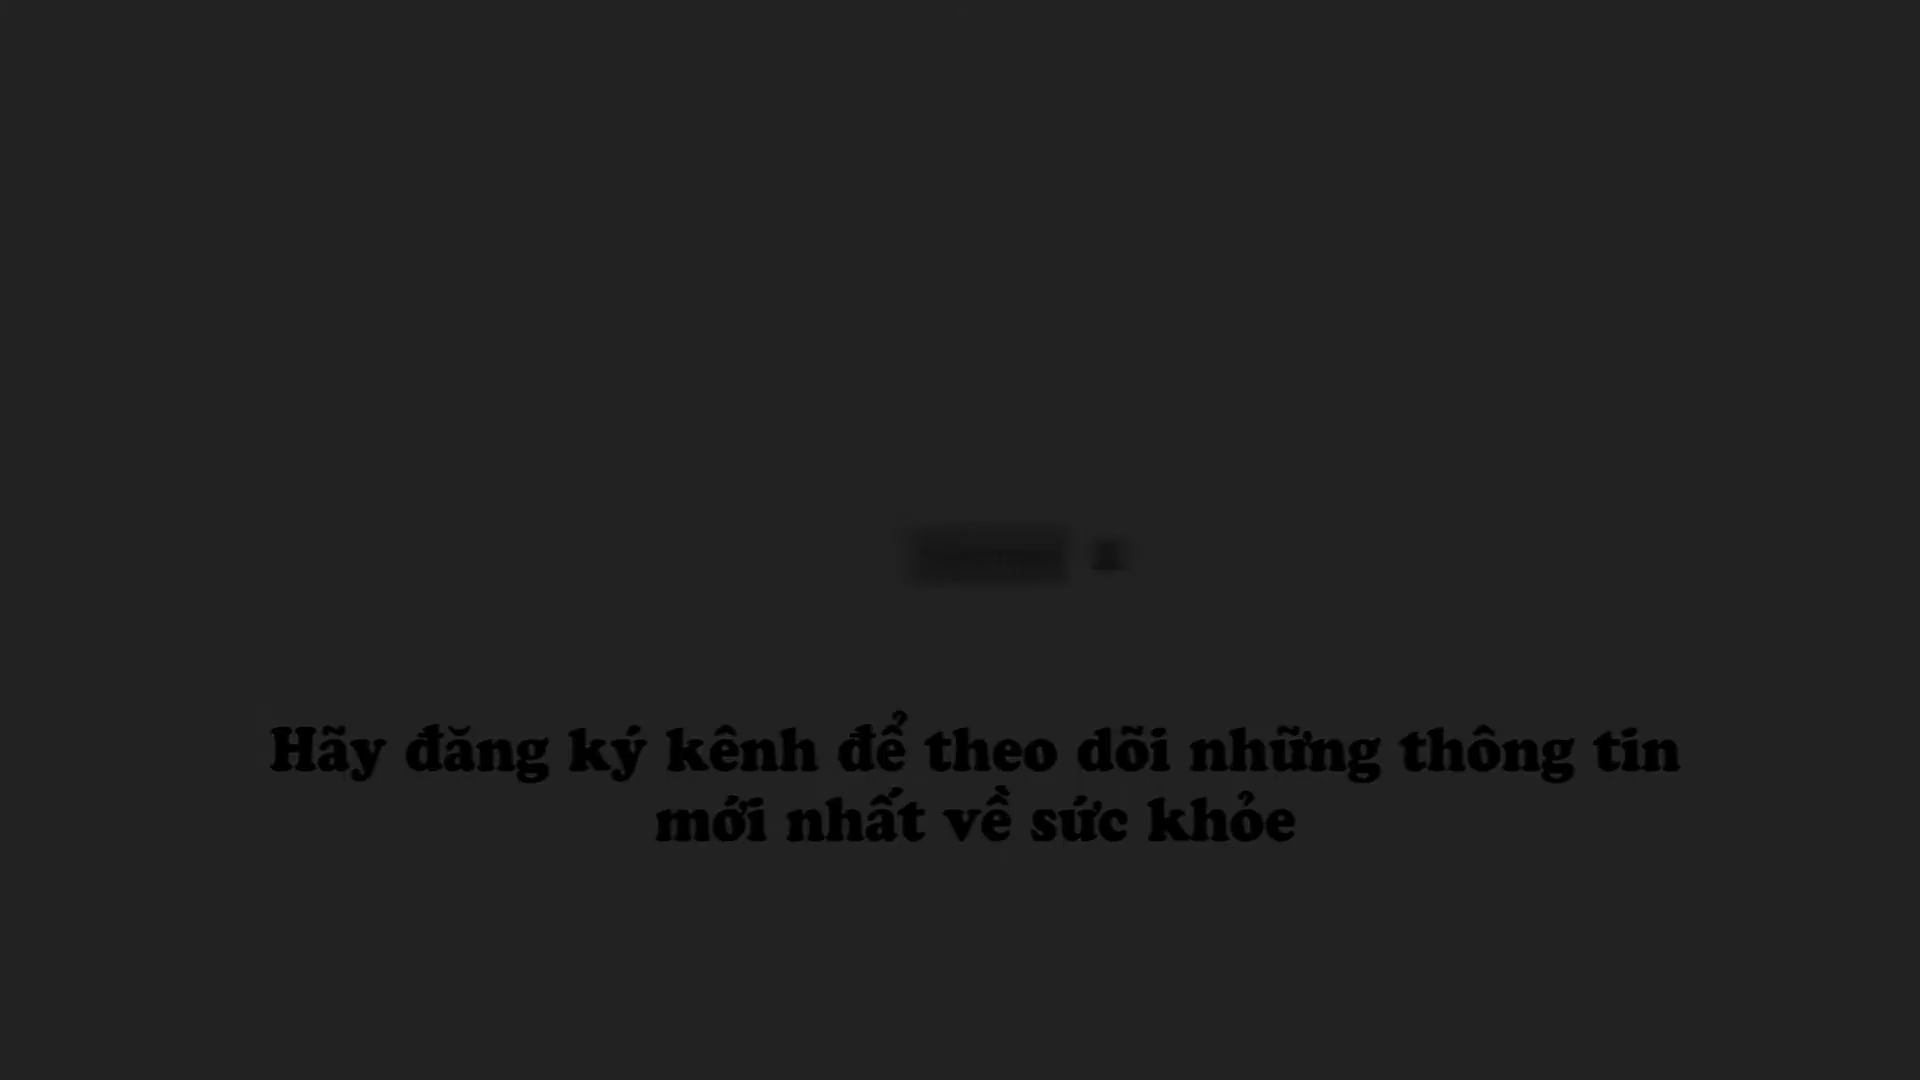 Hãy đăng ký kênh để theo dõi những thông tin
mới nhất về sức khỏe